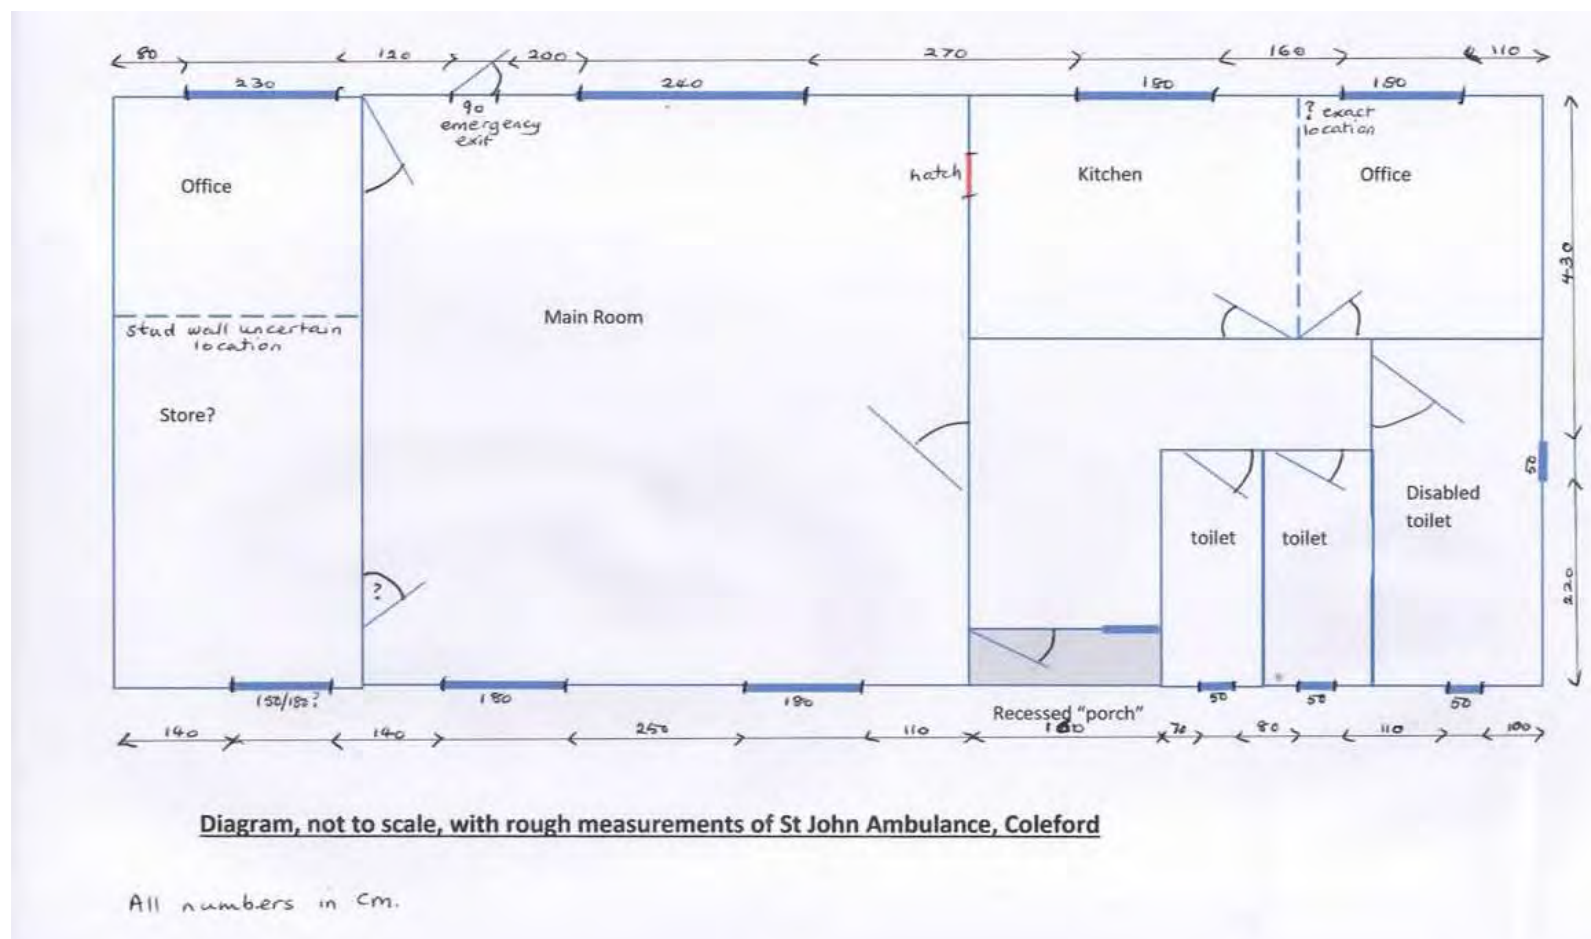 80 120 200 270 160 110
230 240 180 150
90
emergency
exit
? exact
location
hatch
Kitchen
Office
Office
430
Main Room
stud wall uncertain
location
Store?
50
Disabled
toilet
toilet
toilet
?
220
150/180?
180
180
50
50
50
Recessed "porch"
140 140 250 110 70 80 110 100
Diagram, not to scale, with rough measurements of St John Ambulance, Coleford
All numbers in cm.